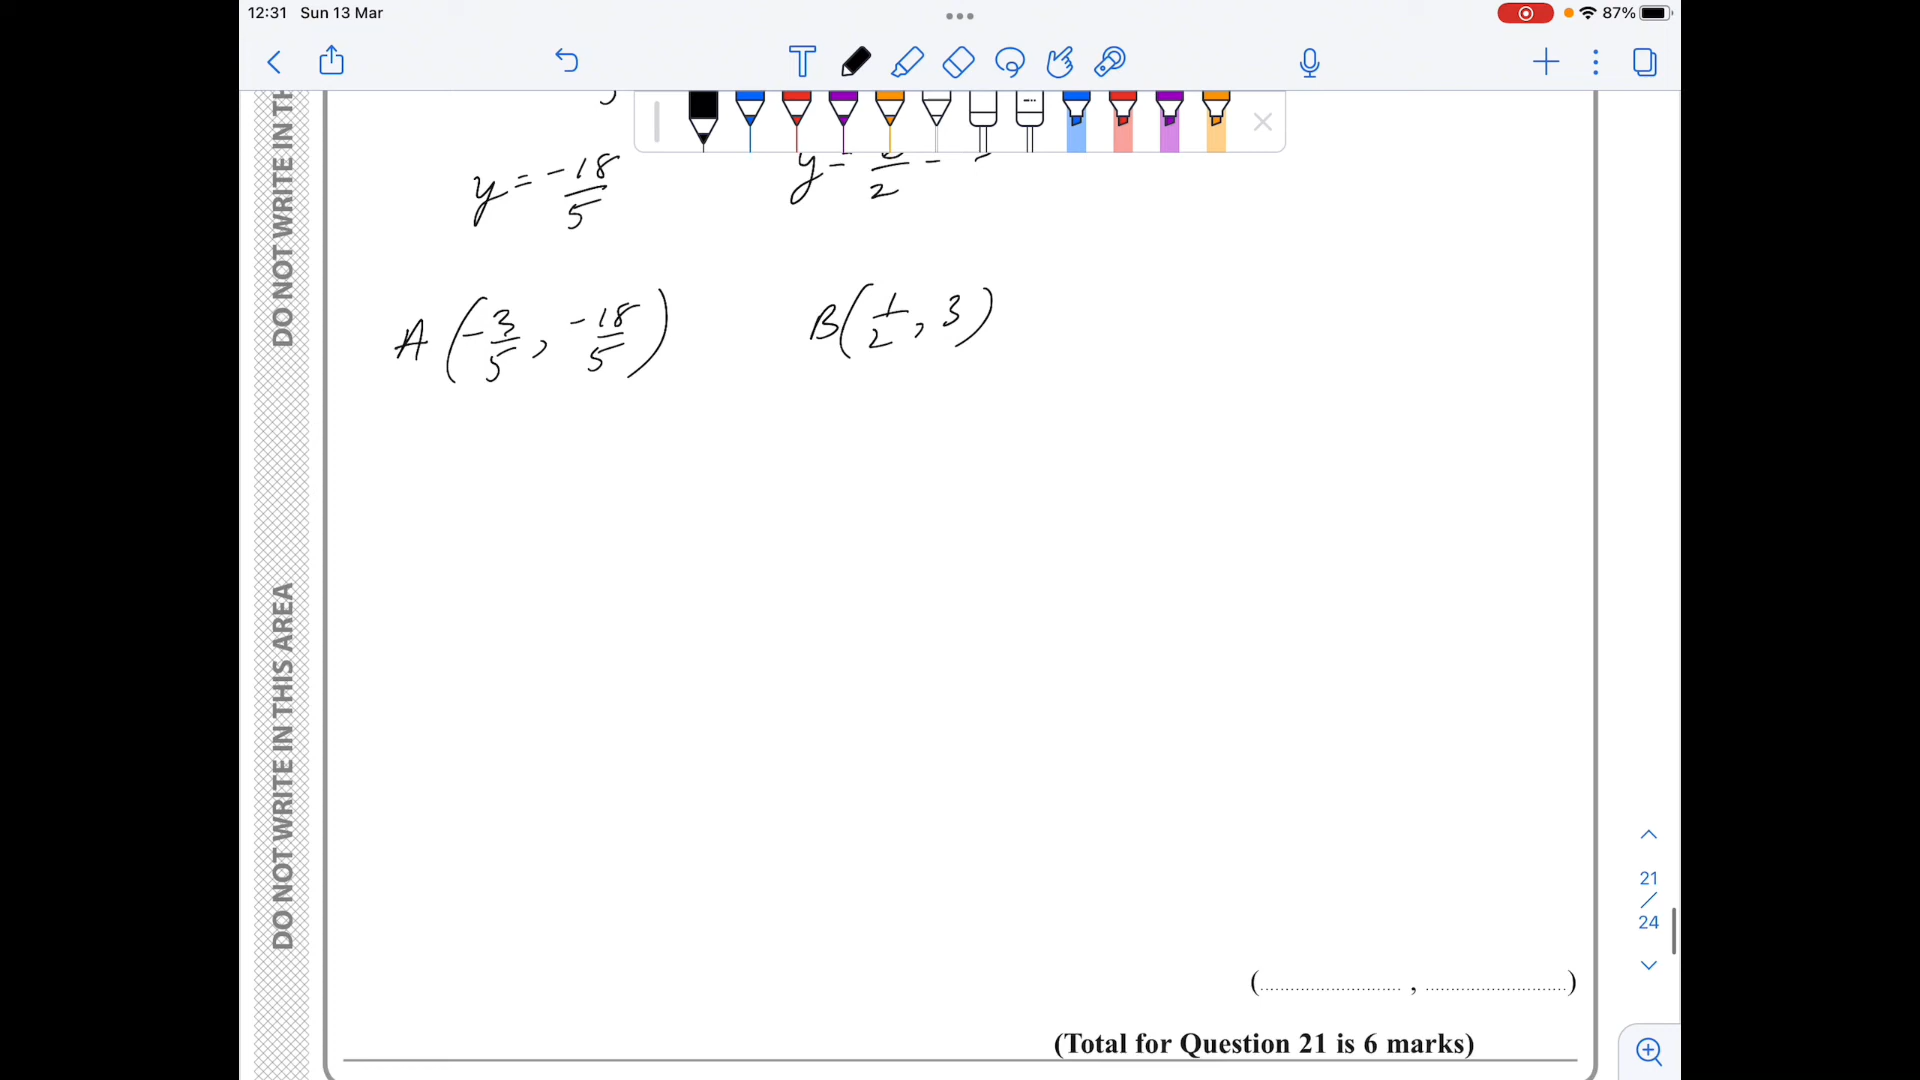 12:31 Sun 13 Mar
87%
T
DO NOT WRITE IN TH
y = -18/5
y =
2
A (-3/5, -18/5)
B (1/2, 3)
DO NOT WRITE IN THIS AREA
21
/
24
(.............................. , ..............................)
(Total for Question 21 is 6 marks)